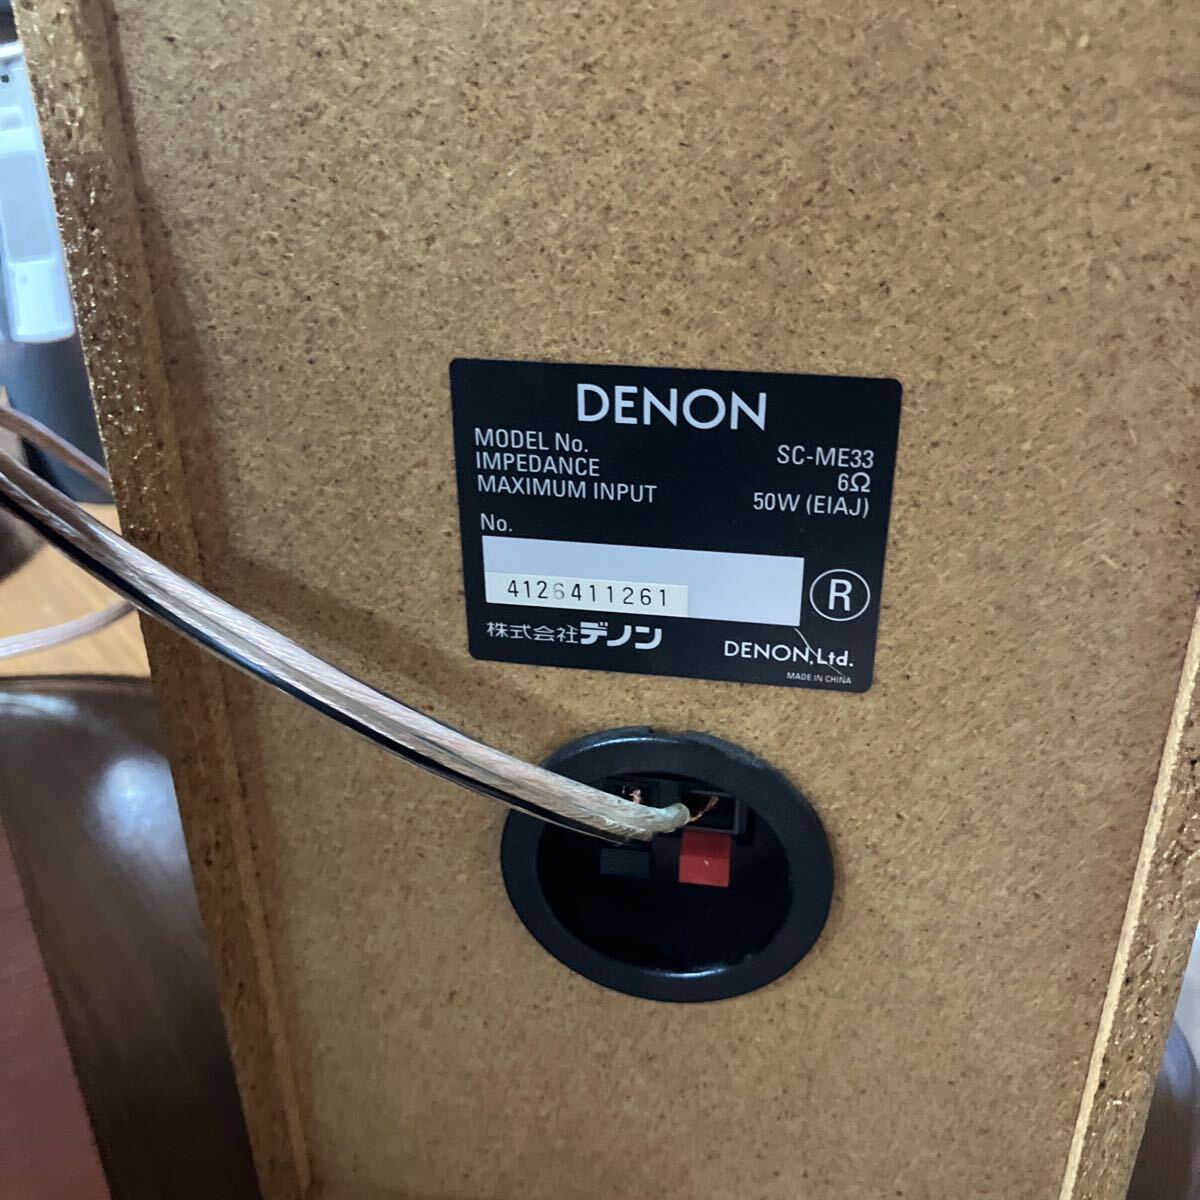 DENON
MODEL No. SC-ME33
IMPEDANCE 6Ω
MAXIMUM INPUT 50W (EIAJ)
No.
4126411261
R
株式会社デノン
DENON, Ltd.
MADE IN CHINA